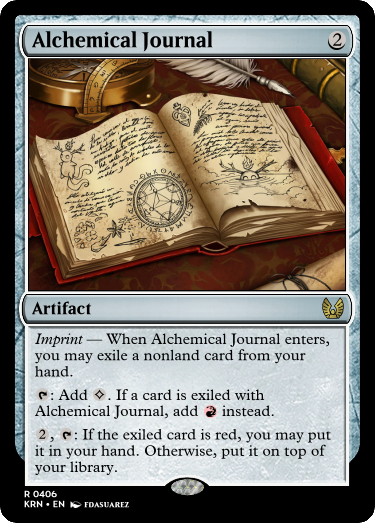 Alchemical Journal 2
Artifact
Imprint — When Alchemical Journal enters,
you may exile a nonland card from your
hand.
: Add . If a card is exiled with
Alchemical Journal, add instead.
2, : If the exiled card is red, you may put
it in your hand. Otherwise, put it on top of
your library.
R 0406
KRN • EN FDASUAREZ